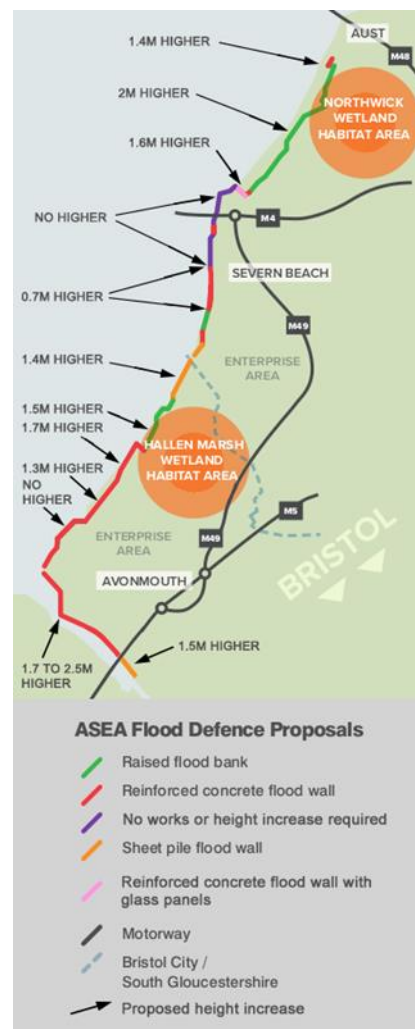 AUST
1.4M HIGHER
M48
2M HIGHER
NORTHWICK
WETLAND
HABITAT AREA
1.6M HIGHER
NO HIGHER
M4
SEVERN BEACH
0.7M HIGHER
M49
1.4M HIGHER
ENTERPRISE
AREA
1.5M HIGHER
1.7M HIGHER
HALLEN MARSH
WETLAND
HABITAT AREA
1.3M HIGHER
NO
HIGHER
M5
ENTERPRISE
AREA
M49
BRISTOL
AVONMOUTH
1.5M HIGHER
1.7 TO 2.5M
HIGHER
ASEA Flood Defence Proposals
Raised flood bank
Reinforced concrete flood wall
No works or height increase required
Sheet pile flood wall
Reinforced concrete flood wall with
glass panels
Motorway
Bristol City /
South Gloucestershire
Proposed height increase